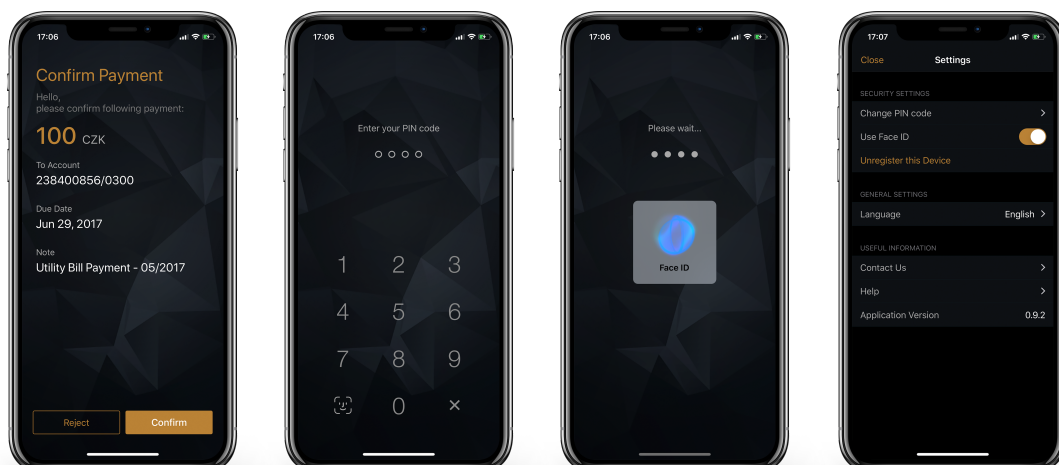 17:06
Confirm Payment
Hello,
please confirm following payment:
100 CZK
To Account
238400856/0300
Due Date
Jun 29, 2017
Note
Utility Bill Payment - 05/2017
Reject
Confirm
17:06
Enter your PIN code
1 2 3
4 5 6
7 8 9
0 ×
17:06
Please wait...
Face ID
17:07
Close Settings
SECURITY SETTINGS
Change PIN code
Use Face ID
Unregister this Device
GENERAL SETTINGS
Language English
USEFUL INFORMATION
Contact Us
Help
Application Version 0.9.2